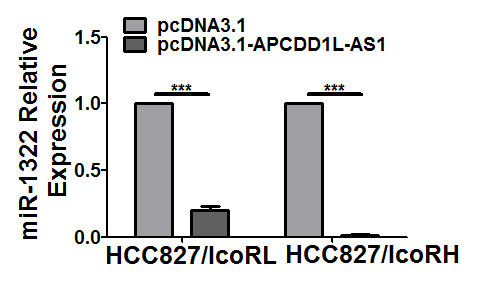 pcDNA3.1
pcDNA3.1-APCDD1L-AS1
miR-1322 Relative
Expression
1.5
1.0
0.5
0.0
***
***
HCC827/IcoRL
HCC827/IcoRH